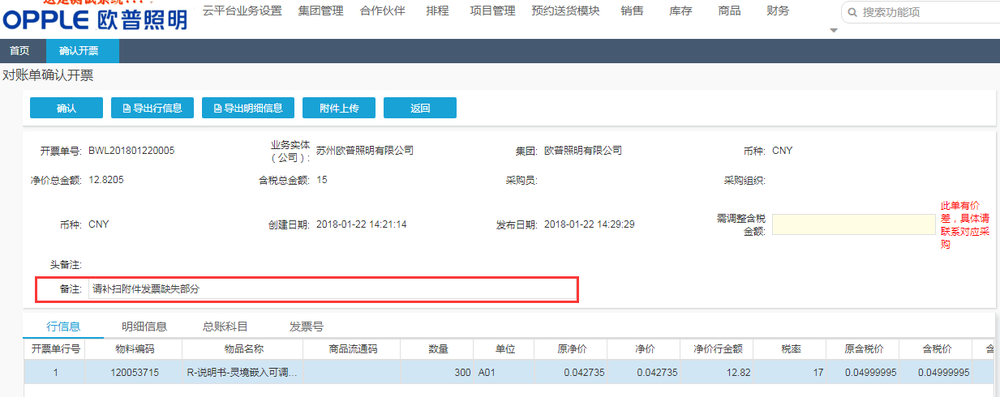 这是测试系统!!!
OPPLE 欧普照明
云平台业务设置 集团管理 合作伙伴 排程 项目管理 预约送货模块 销售 库存 商品 财务
搜索功能项
首页 确认开票
对账单确认开票
确认 导出行信息 导出明细信息 附件上传 返回
开票单号: BWL201801220005 业务实体（公司）: 苏州欧普照明有限公司 集团: 欧普照明有限公司 币种: CNY
净价总金额: 12.8205 含税总金额: 15 采购员: 采购组织:
币种: CNY 创建日期: 2018-01-22 14:21:14 发布日期: 2018-01-22 14:29:29 需调整含税金额: 此单有价差，具体请联系对应采购
头备注:
备注: 请补扫附件发票缺失部分
行信息 明细信息 总账科目 发票号
开票单行号 物料编码 物品名称 商品流通码 数量 单位 原净价 净价 净价行金额 税率 原含税价 含税价 含
1 120053715 R-说明书-灵境嵌入可调... 300 A01 0.042735 0.042735 12.82 17 0.04999995 0.04999995